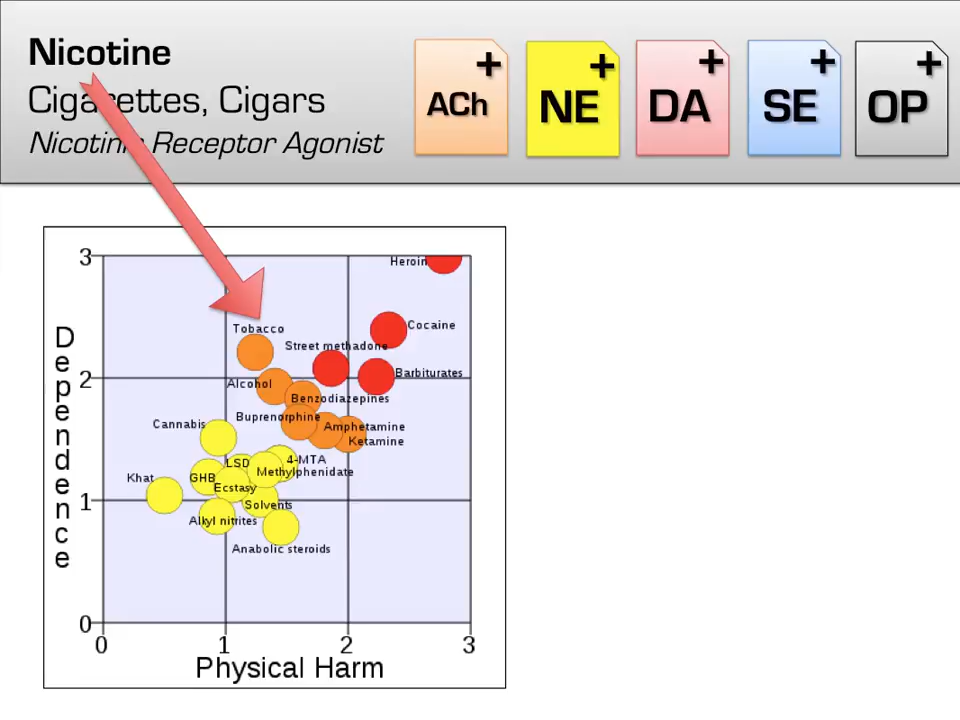 Nicotine
Cigarettes, Cigars
Nicotinic Receptor Agonist
+
ACh
+
NE
+
DA
+
SE
+
OP
3
Heroin
Tobacco
Cocaine
Street methadone
2
Alcohol
Barbiturates
Benzodiazepines
Buprenorphine
Amphetamine
Cannabis
Ketamine
LSD
4-MTA
Khat
GHB
Methylphenidate
Ecstasy
1
Solvents
Alkyl nitrites
Anabolic steroids
Dependence
0
0
1
2
3
Physical Harm